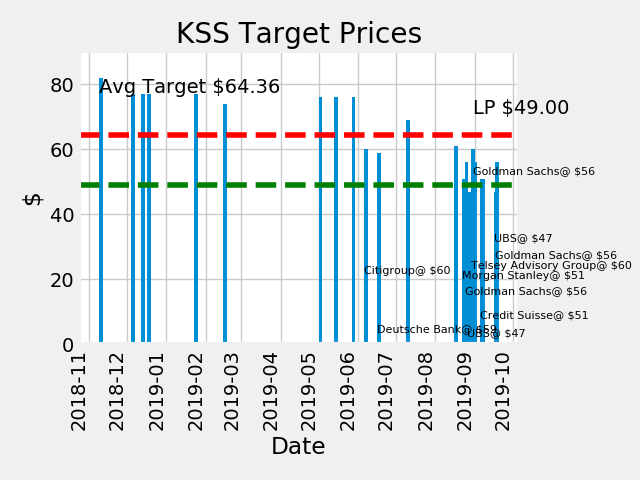 KSS Target Prices
Avg Target $64.36
LP $49.00
Goldman Sachs@ $56
UBS@ $47
Goldman Sachs@ $56
Telsey Advisory Group@ $60
Citigroup@ $60
Morgan Stanley@ $51
Goldman Sachs@ $56
Credit Suisse@ $51
Deutsche Bank@ $59
UBS@ $47
$
80
60
40
20
0
2018-11
2018-12
2019-01
2019-02
2019-03
2019-04
2019-05
2019-06
2019-07
2019-08
2019-09
2019-10
Date